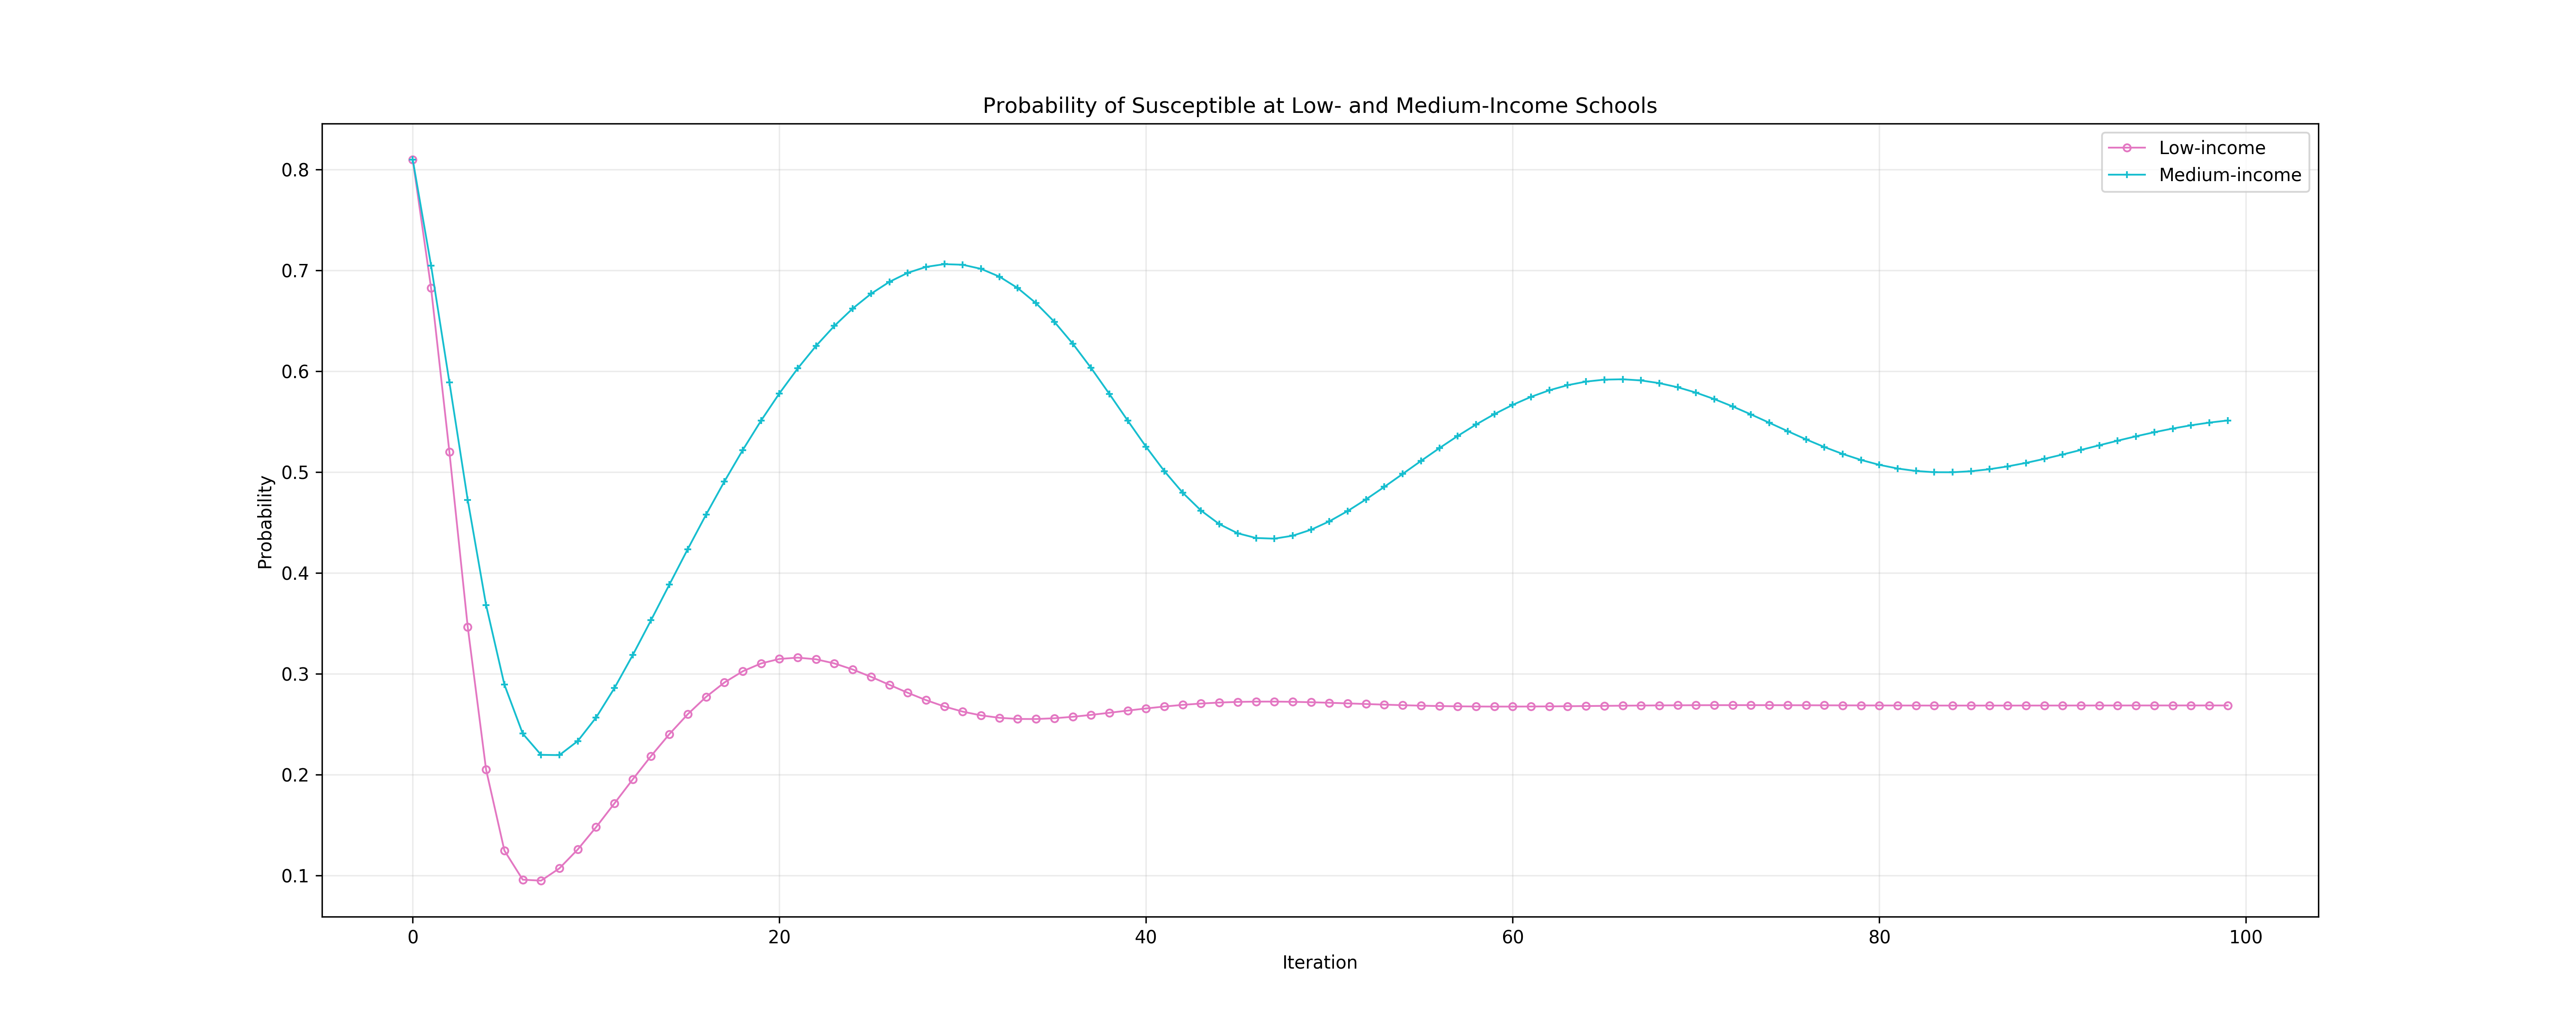 Probability of Susceptible at Low- and Medium-Income Schools
Low-income
Medium-income
Probability
0.8
0.7
0.6
0.5
0.4
0.3
0.2
0.1
0 20 40 60 80 100
Iteration